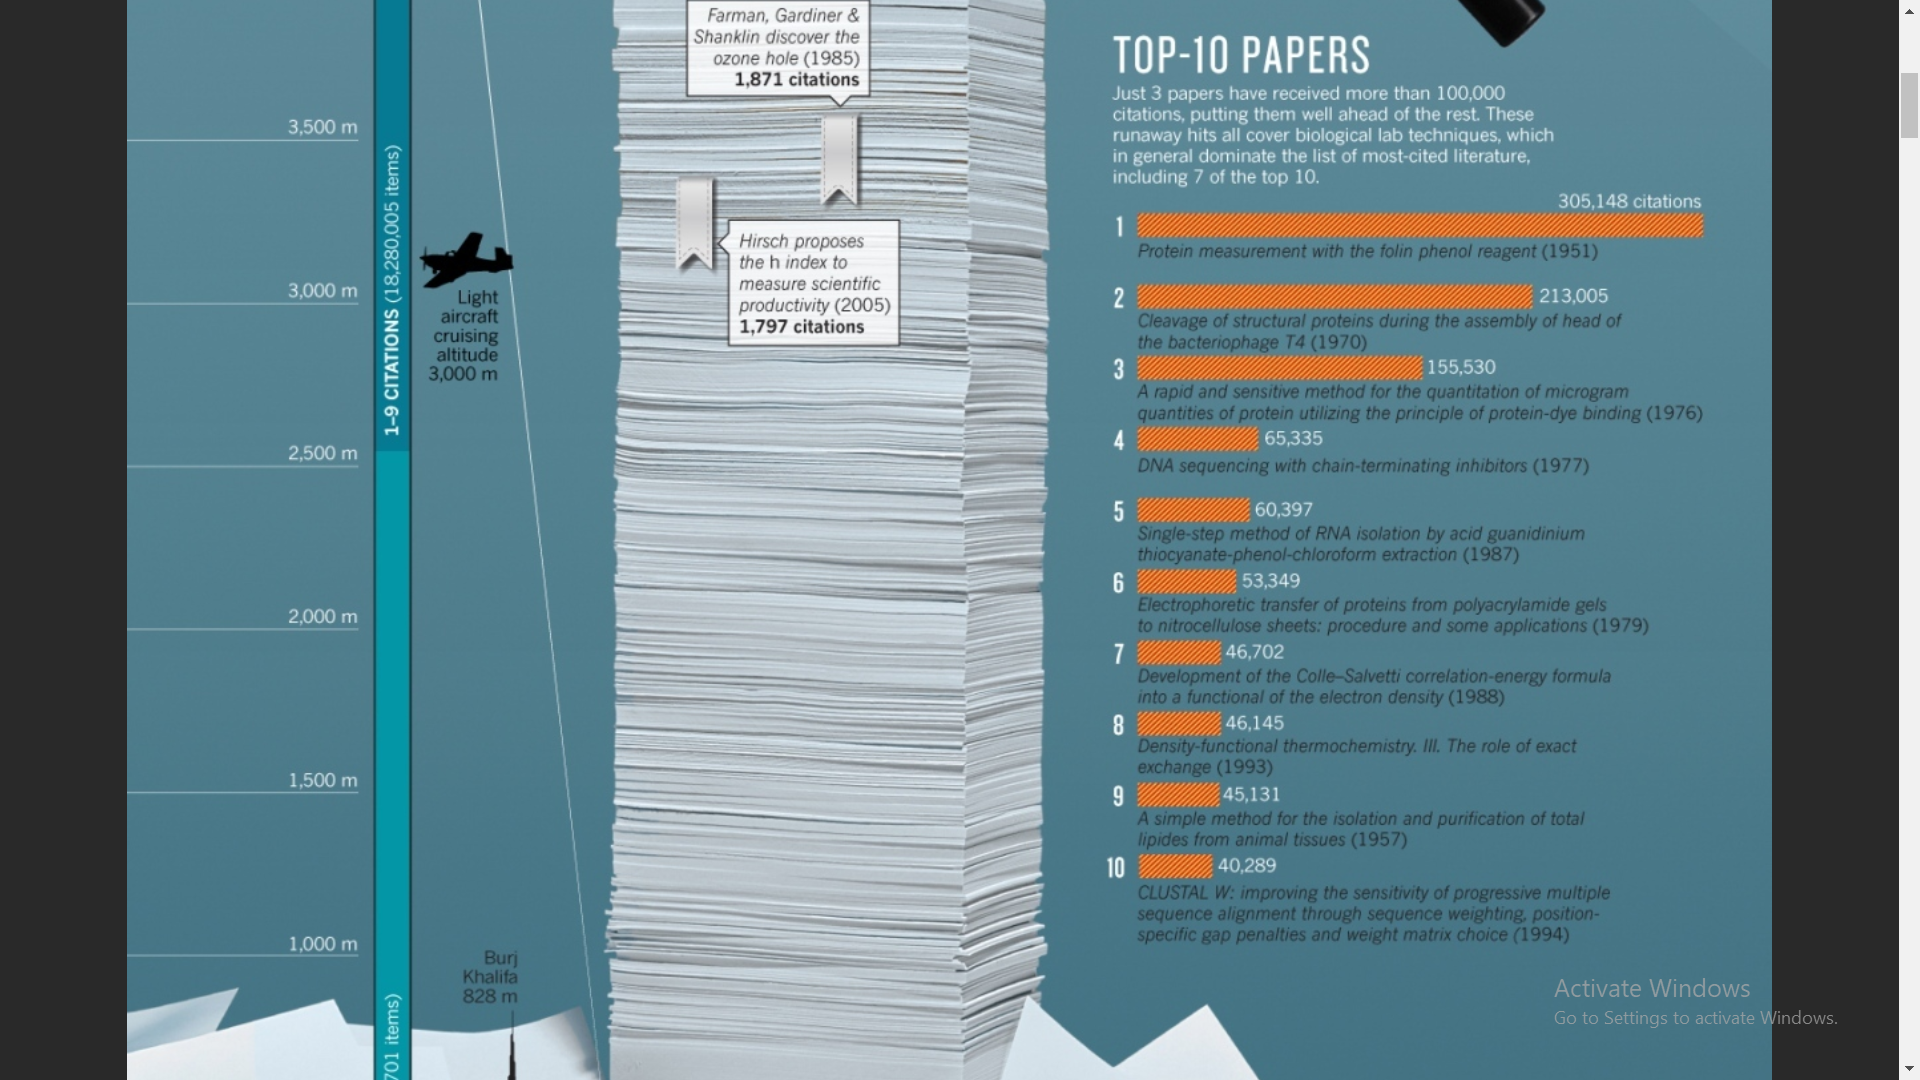 Farman, Gardiner &
Shanklin discover the
ozone hole (1985)
1,871 citations
3,500 m
3,000 m
2,500 m
2,000 m
1,500 m
1,000 m
1–9 CITATIONS (18,280,005 items)
701 items)
Light
aircraft
cruising
altitude
3,000 m
Burj
Khalifa
828 m
Hirsch proposes
the h index to
measure scientific
productivity (2005)
1,797 citations
TOP-10 PAPERS
Just 3 papers have received more than 100,000
citations, putting them well ahead of the rest. These
runaway hits all cover biological lab techniques, which
in general dominate the list of most-cited literature,
including 7 of the top 10.
305,148 citations
1
Protein measurement with the folin phenol reagent (1951)
2 213,005
Cleavage of structural proteins during the assembly of head of
the bacteriophage T4 (1970)
3 155,530
A rapid and sensitive method for the quantitation of microgram
quantities of protein utilizing the principle of protein-dye binding (1976)
4 65,335
DNA sequencing with chain-terminating inhibitors (1977)
5 60,397
Single-step method of RNA isolation by acid guanidinium
thiocyanate-phenol-chloroform extraction (1987)
6 53,349
Electrophoretic transfer of proteins from polyacrylamide gels
to nitrocellulose sheets: procedure and some applications (1979)
7 46,702
Development of the Colle–Salvetti correlation-energy formula
into a functional of the electron density (1988)
8 46,145
Density-functional thermochemistry. III. The role of exact
exchange (1993)
9 45,131
A simple method for the isolation and purification of total
lipides from animal tissues (1957)
10 40,289
CLUSTAL W: improving the sensitivity of progressive multiple
sequence alignment through sequence weighting, position-
specific gap penalties and weight matrix choice (1994)
Activate Windows
Go to Settings to activate Windows.